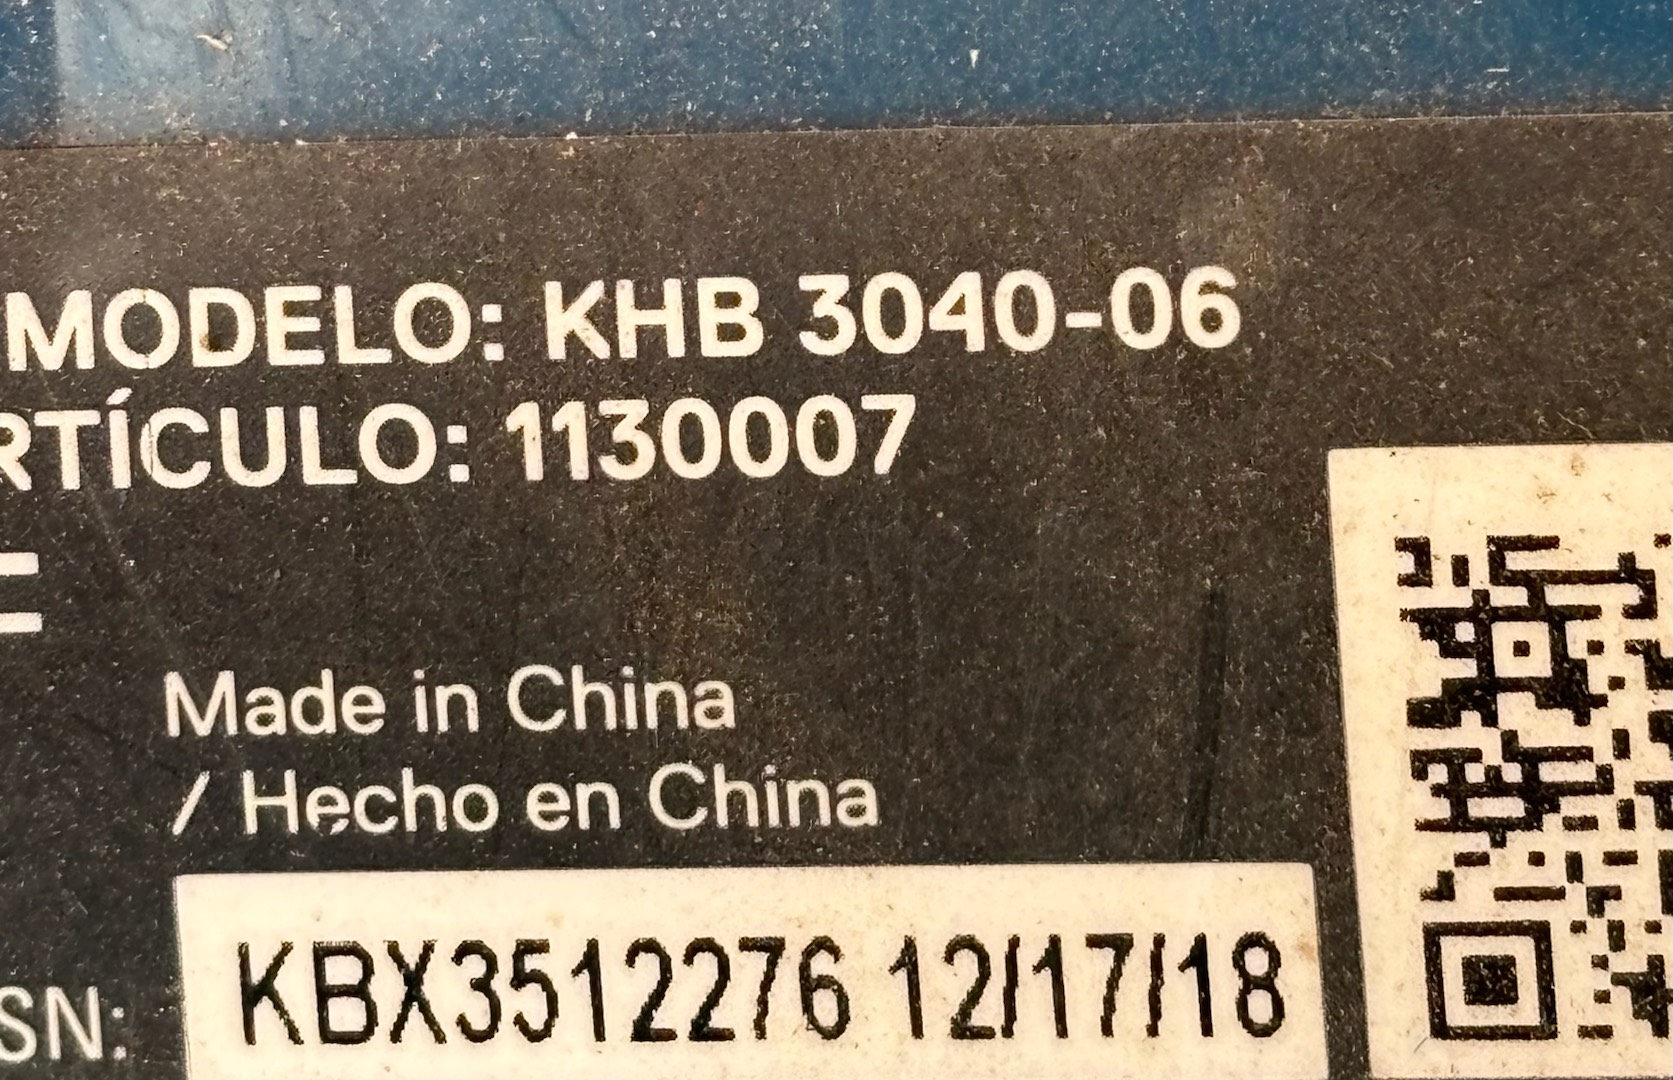 MODELO: KHB 3040-06
RTÍCULO: 1130007
Made in China
/ Hecho en China
SN: KBX3512276 12/17/18